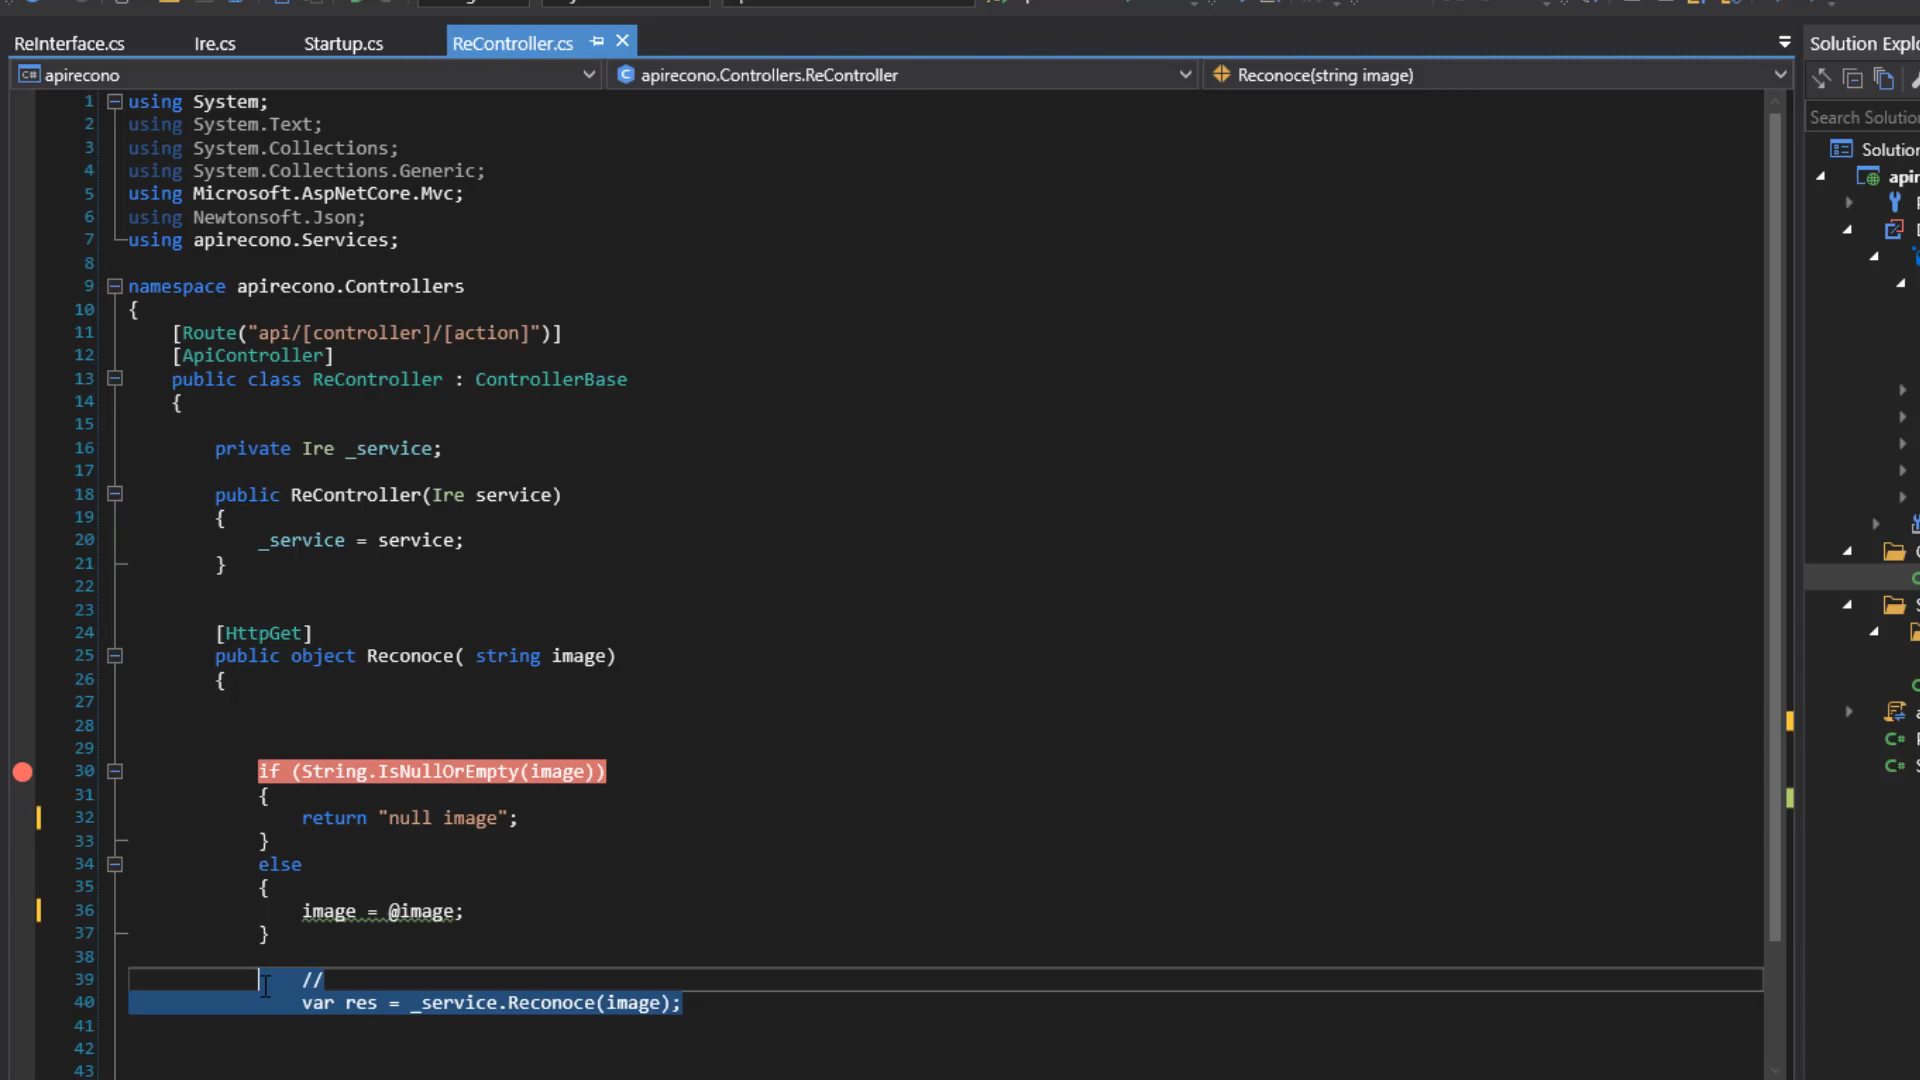 ReInterface.cs Ire.cs Startup.cs ReController.cs
Solution Explo
apirecono apirecono.Controllers.ReController Reconoce(string image)
Search Solutio
Solution
apir
1 using System;
2 using System.Text;
3 using System.Collections;
4 using System.Collections.Generic;
5 using Microsoft.AspNetCore.Mvc;
6 using Newtonsoft.Json;
7 using apirecono.Services;
8
9 namespace apirecono.Controllers
10 {
11 [Route("api/[controller]/[action]")]
12 [ApiController]
13 public class ReController : ControllerBase
14 {
15
16 private Ire _service;
17
18 public ReController(Ire service)
19 {
20 _service = service;
21 }
22
23
24 [HttpGet]
25 public object Reconoce( string image)
26 {
27
28
29
30 if (String.IsNullOrEmpty(image))
31 {
32 return "null image";
33 }
34 else
35 {
36 image = @image;
37 }
38
39 //
40 var res = _service.Reconoce(image);
41
42
43